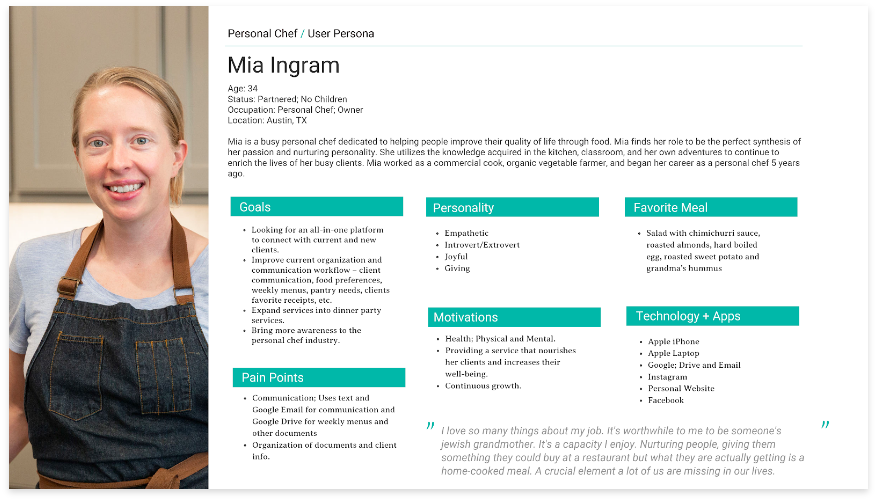 Personal Chef / User Persona
Mia Ingram
Age: 34
Status: Partnered; No Children
Occupation: Personal Chef; Owner
Location: Austin, TX
Mia is a busy personal chef dedicated to helping people improve their quality of life through food. Mia finds her role to be the perfect synthesis of
her passion and nurturing personality. She utilizes the knowledge acquired in the kitchen, classroom, and her own adventures to continue to
enrich the lives of her busy clients. Mia worked as a commercial cook, organic vegetable farmer, and began her career as a personal chef 5 years
ago.
Goals
• Looking for an all-in-one platform
to connect with current and new
clients.
• Improve current organization and
communication workflow – client
communication, food preferences,
weekly menus, pantry needs, clients
favorite receipts, etc.
• Expand services into dinner party
services.
• Bring more awareness to the
personal chef industry.
Pain Points
• Communication; Uses text and
Google Email for communication and
Google Drive for weekly menus and
other documents
• Organization of documents and client
info.
Personality
• Empathetic
• Introvert/Extrovert
• Joyful
• Giving
Motivations
• Health: Physical and Mental.
• Providing a service that nourishes
her clients and increases their
well-being.
• Continuous growth.
Favorite Meal
• Salad with chimichurri sauce,
roasted almonds, hard boiled
egg, roasted sweet potato and
grandma's hummus
Technology + Apps
• Apple iPhone
• Apple Laptop
• Google; Drive and Email
• Instagram
• Personal Website
• Facebook
" I love so many things about my job. It's worthwhile to me to be someone's "
jewish grandmother. It's a capacity I enjoy. Nurturing people, giving them
something they could buy at a restaurant but what they are actually getting is a
home-cooked meal. A crucial element a lot of us are missing in our lives.